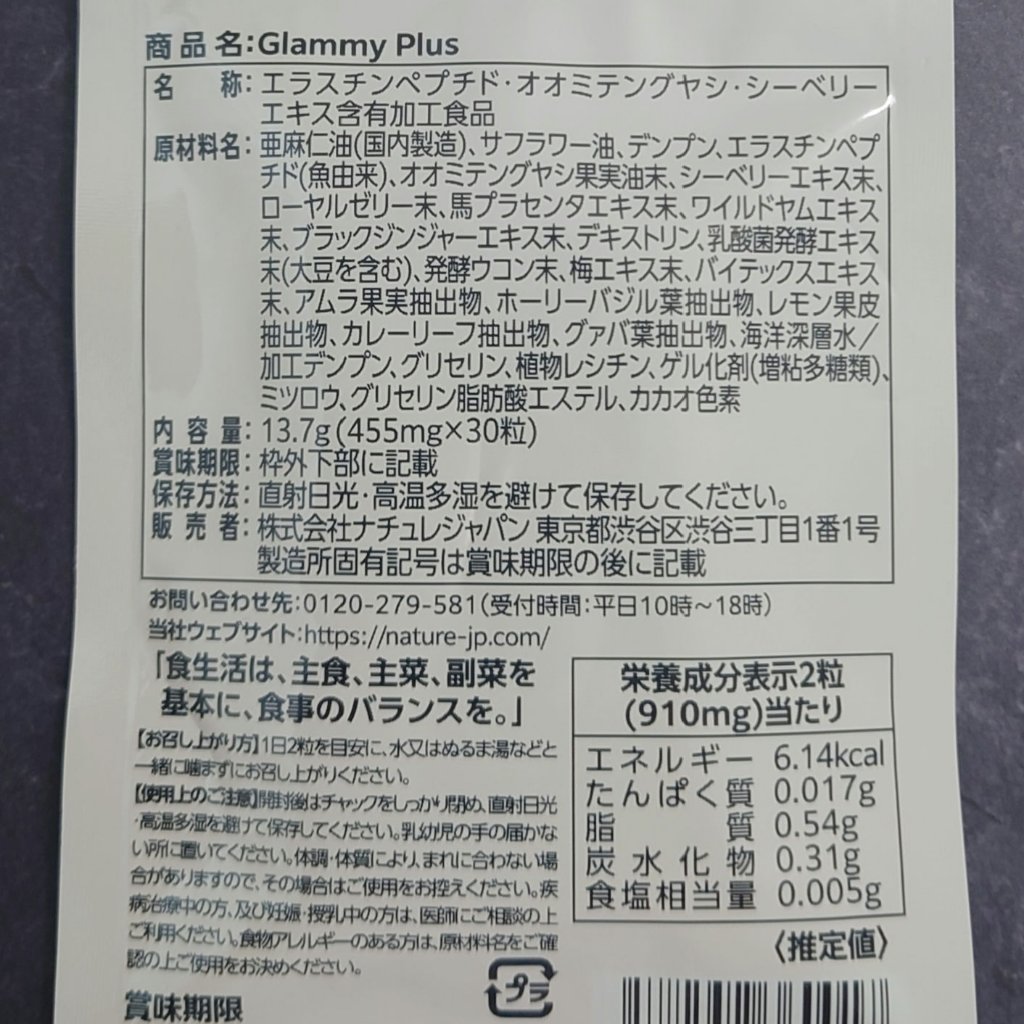 商品名:Glammy Plus
名称:エラスチンペプチド・オオミテングヤシ・シーベリー
エキス含有加工食品
原材料名:亜麻仁油(国内製造)、サフラワー油、デンプン、エラスチンペプ
チド(魚由来)、オオミテングヤシ果実油末、シーベリーエキス末、
ローヤルゼリー末、馬プラセンタエキス末、ワイルドヤムエキス
末、ブラックジンジャーエキス末、デキストリン、乳酸菌発酵エキス
末(大豆を含む)、発酵ウコン末、梅エキス末、バイテックスエキス
末、アムラ果実抽出物、ホーリーバジル葉抽出物、レモン果皮
抽出物、カレーリーフ抽出物、グァバ葉抽出物、海洋深層水/
加工デンプン、グリセリン、植物レシチン、ゲル化剤(増粘多糖類)、
ミツロウ、グリセリン脂肪酸エステル、カカオ色素
内容量:13.7g(455mg×30粒)
賞味期限:枠外下部に記載
保存方法:直射日光・高温多湿を避けて保存してください。
販売者:株式会社ナチュレジャパン 東京都渋谷区渋谷三丁目1番1号
製造所固有記号は賞味期限の後に記載
お問い合わせ先:0120-279-581(受付時間:平日10時~18時)
当社ウェブサイト:https://nature-jp.com/
「食生活は、主食、主菜、副菜を
基本に、食事のバランスを。」
【お召し上がり方】1日2粒を目安に、水又はぬるま湯などと
一緒に噛まずにお召し上がりください。
【使用上のご注意】開封後はチャックをしっかり閉め、直射日光
・高温多湿を避けて保存してください。乳幼児の手の届かな
い所に置いてください。体調・体質により、まれに合わない場
合がありますので、その場合はご使用をお控えください。疾
病治療中の方、及び妊娠・授乳中の方は、医師にご相談の上
ご利用ください。食物アレルギーのある方は、原材料名をご確
認の上ご使用をお決めください。
賞味期限
栄養成分表示2粒
(910mg)当たり
エネルギー 6.14kcal
たんぱく質 0.017g
脂質 0.54g
炭水化物 0.31g
食塩相当量 0.005g
〈推定値〉
プラ